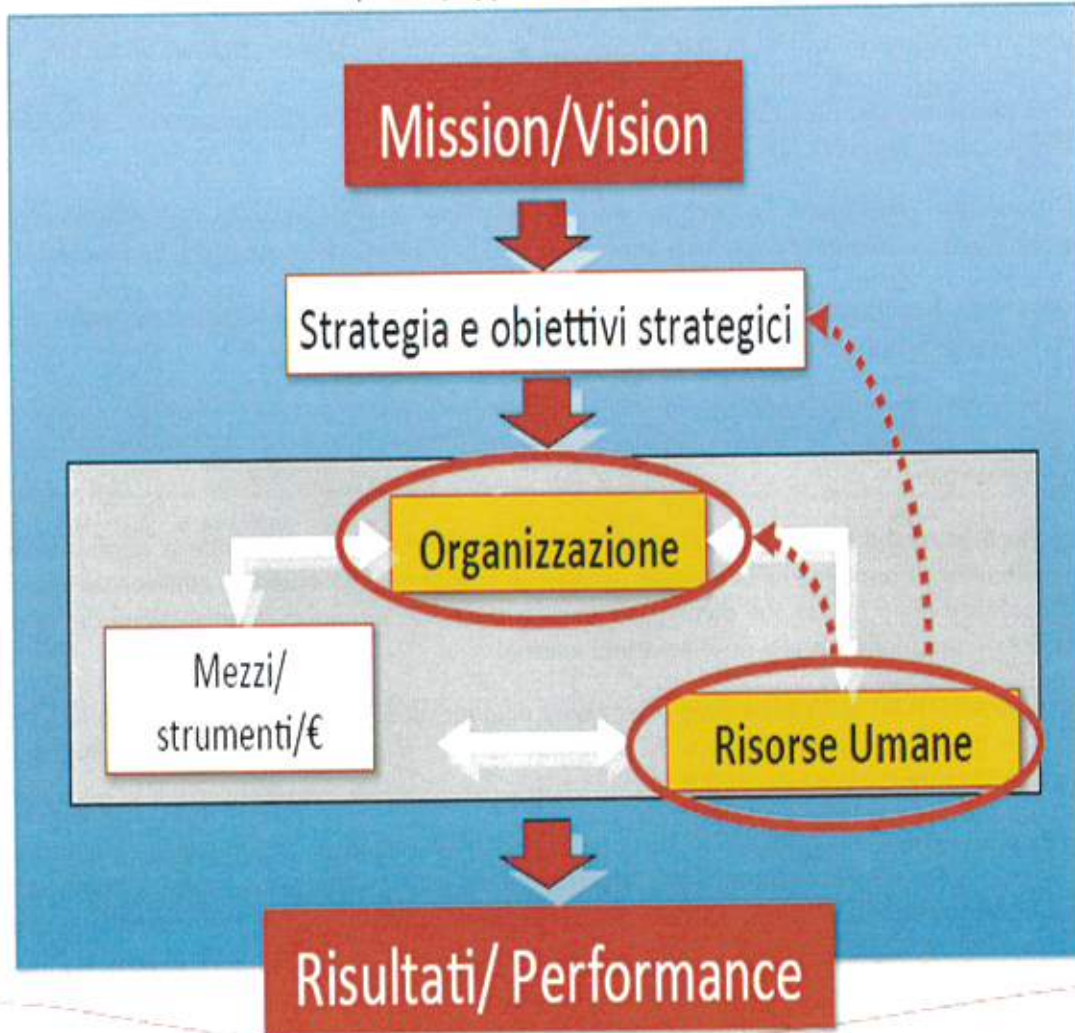 Mission/Vision
Strategia e obiettivi strategici
Organizzazione
Mezzi/
strumenti/€
Risorse Umane
Risultati/ Performance